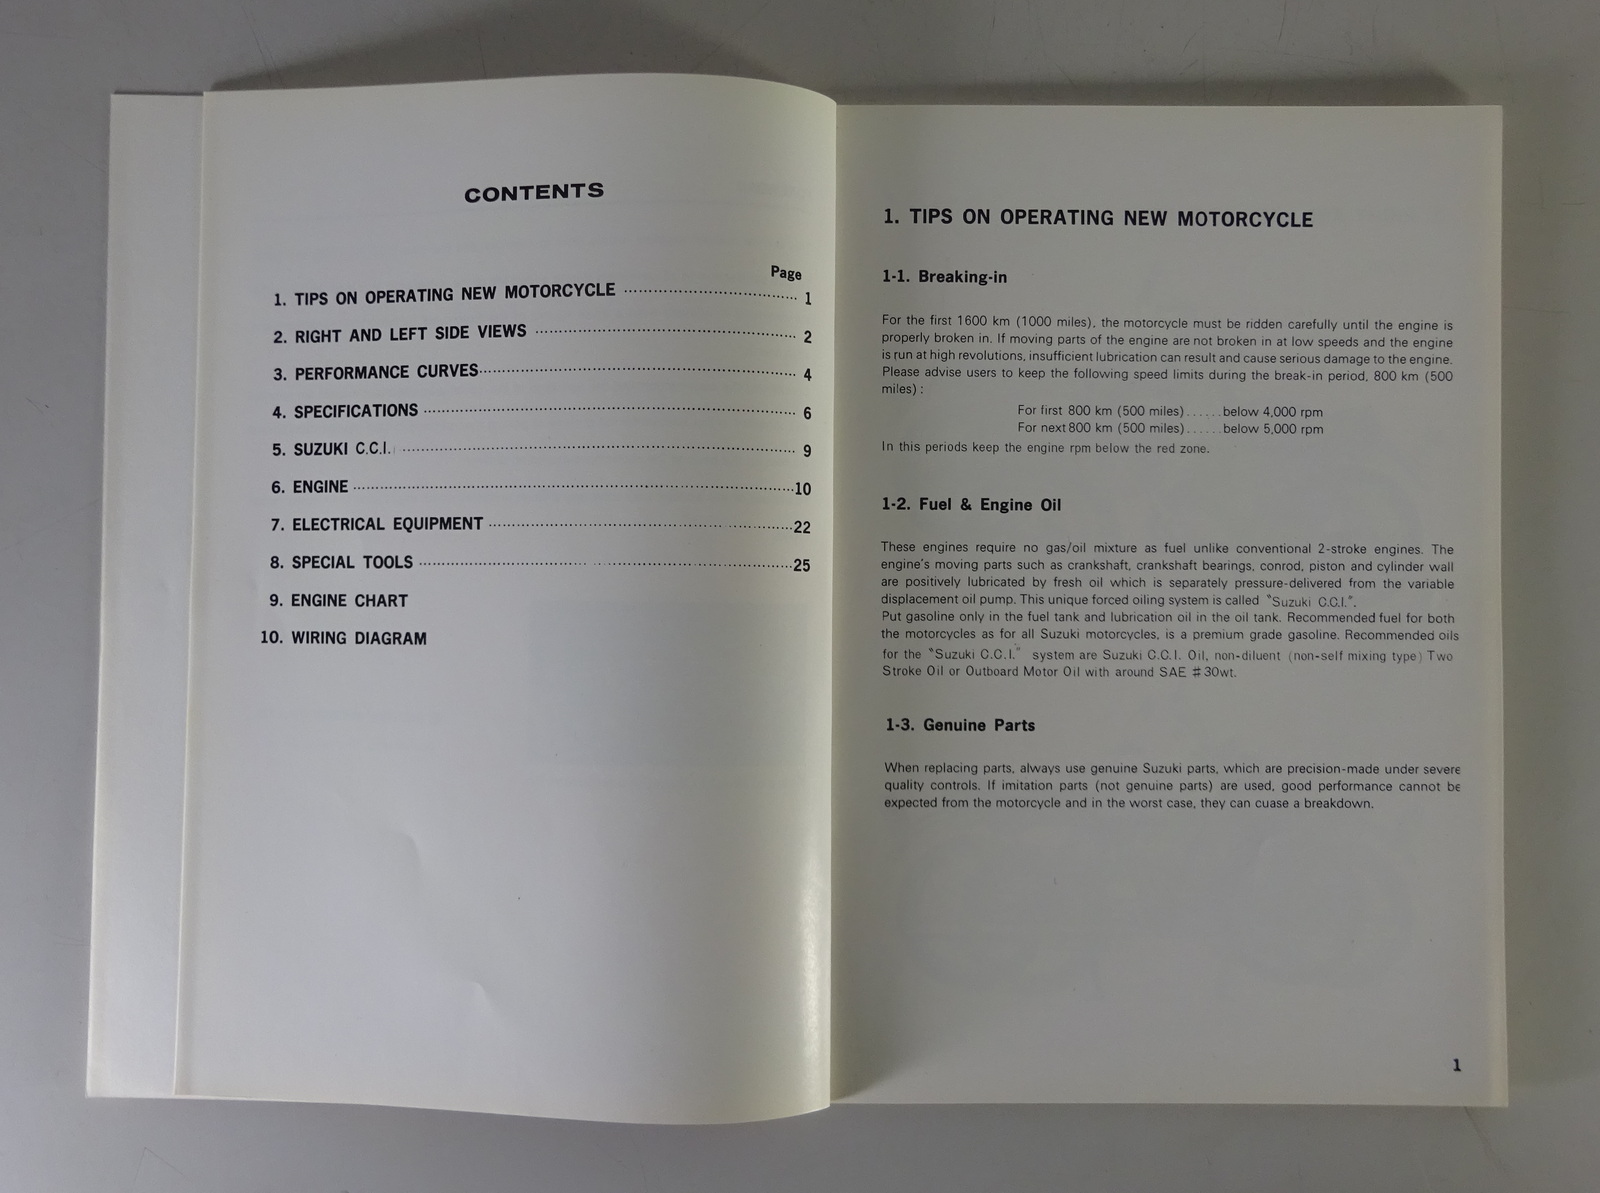 CONTENTS
Page
1. TIPS ON OPERATING NEW MOTORCYCLE ........ 1
2. RIGHT AND LEFT SIDE VIEWS ........ 2
3. PERFORMANCE CURVES ........ 4
4. SPECIFICATIONS ........ 6
5. SUZUKI C.C.I. ........ 9
6. ENGINE ........ 10
7. ELECTRICAL EQUIPMENT ........ 22
8. SPECIAL TOOLS ........ 25
9. ENGINE CHART
10. WIRING DIAGRAM
1. TIPS ON OPERATING NEW MOTORCYCLE
1-1. Breaking-in
For the first 1600 km (1000 miles), the motorcycle must be ridden carefully until the engine is
properly broken in. If moving parts of the engine are not broken in at low speeds and the engine
is run at high revolutions, insufficient lubrication can result and cause serious damage to the engine.
Please advise users to keep the following speed limits during the break-in period, 800 km (500
miles) :
For first 800 km (500 miles)......below 4,000 rpm
For next 800 km (500 miles)......below 5,000 rpm
In this periods keep the engine rpm below the red zone.
1-2. Fuel & Engine Oil
These engines require no gas/oil mixture as fuel unlike conventional 2-stroke engines. The
engine's moving parts such as crankshaft, crankshaft bearings, conrod, piston and cylinder wall
are positively lubricated by fresh oil which is separately pressure-delivered from the variable
displacement oil pump. This unique forced oiling system is called "Suzuki C.C.I.".
Put gasoline only in the fuel tank and lubrication oil in the oil tank. Recommended fuel for both
the motorcycles as for all Suzuki motorcycles, is a premium grade gasoline. Recommended oils
for the "Suzuki C.C.I." system are Suzuki C.C.I. Oil, non-diluent (non-self mixing type) Two
Stroke Oil or Outboard Motor Oil with around SAE #30wt.
1-3. Genuine Parts
When replacing parts, always use genuine Suzuki parts, which are precision-made under severe
quality controls. If imitation parts (not genuine parts) are used, good performance cannot be
expected from the motorcycle and in the worst case, they can cuase a breakdown.
1